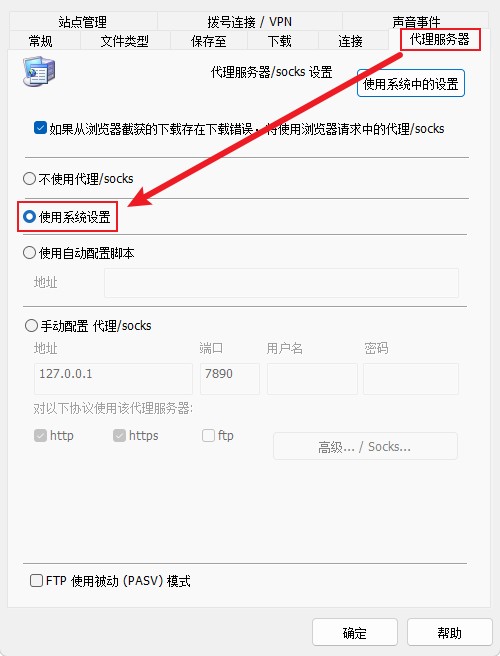 站点管理 拨号连接 / VPN 声音事件
常规 文件类型 保存至 下载 连接 代理服务器
代理服务器/socks 设置
使用系统中的设置
如果从浏览器截获的下载存在下载错误，将使用浏览器请求中的代理/socks
不使用代理/socks
使用系统设置
使用自动配置脚本
地址
手动配置 代理/socks
地址 端口 用户名 密码
127.0.0.1 7890
对以下协议使用该代理服务器:
http https ftp
高级... / Socks...
FTP 使用被动 (PASV) 模式
确定 帮助